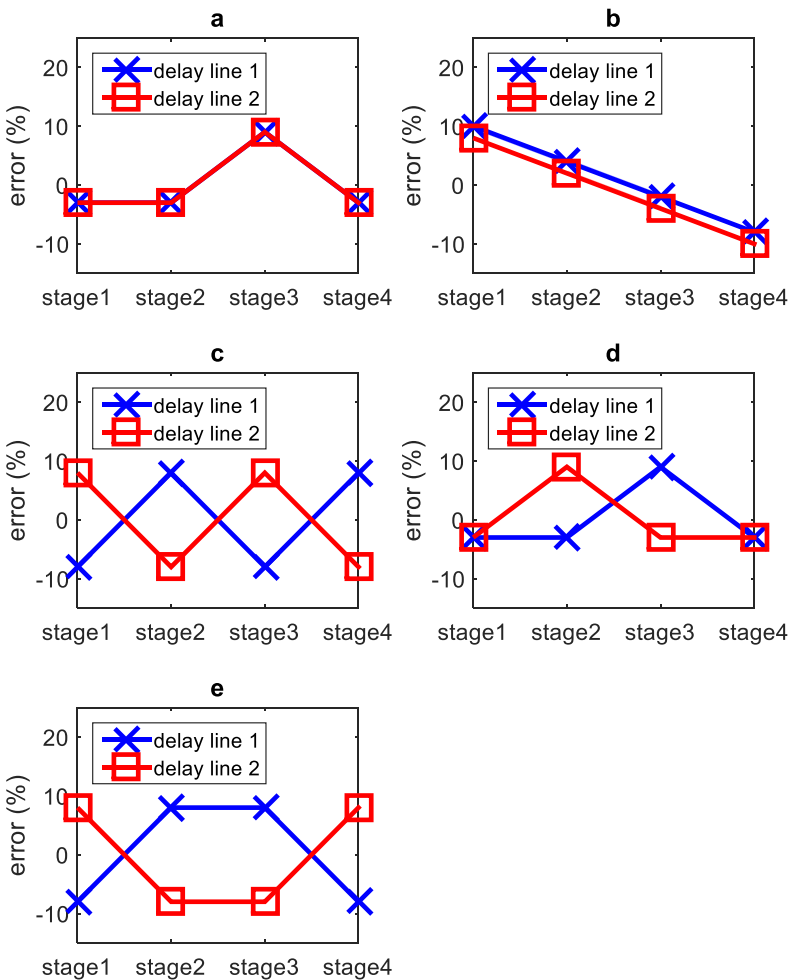 a
20
10
0
-10
error (%)
delay line 1
delay line 2
stage1 stage2 stage3 stage4
b
20
10
0
-10
error (%)
delay line 1
delay line 2
stage1 stage2 stage3 stage4
c
20
10
0
-10
error (%)
delay line 1
delay line 2
stage1 stage2 stage3 stage4
d
20
10
0
-10
error (%)
delay line 1
delay line 2
stage1 stage2 stage3 stage4
e
20
10
0
-10
error (%)
delay line 1
delay line 2
stage1 stage2 stage3 stage4